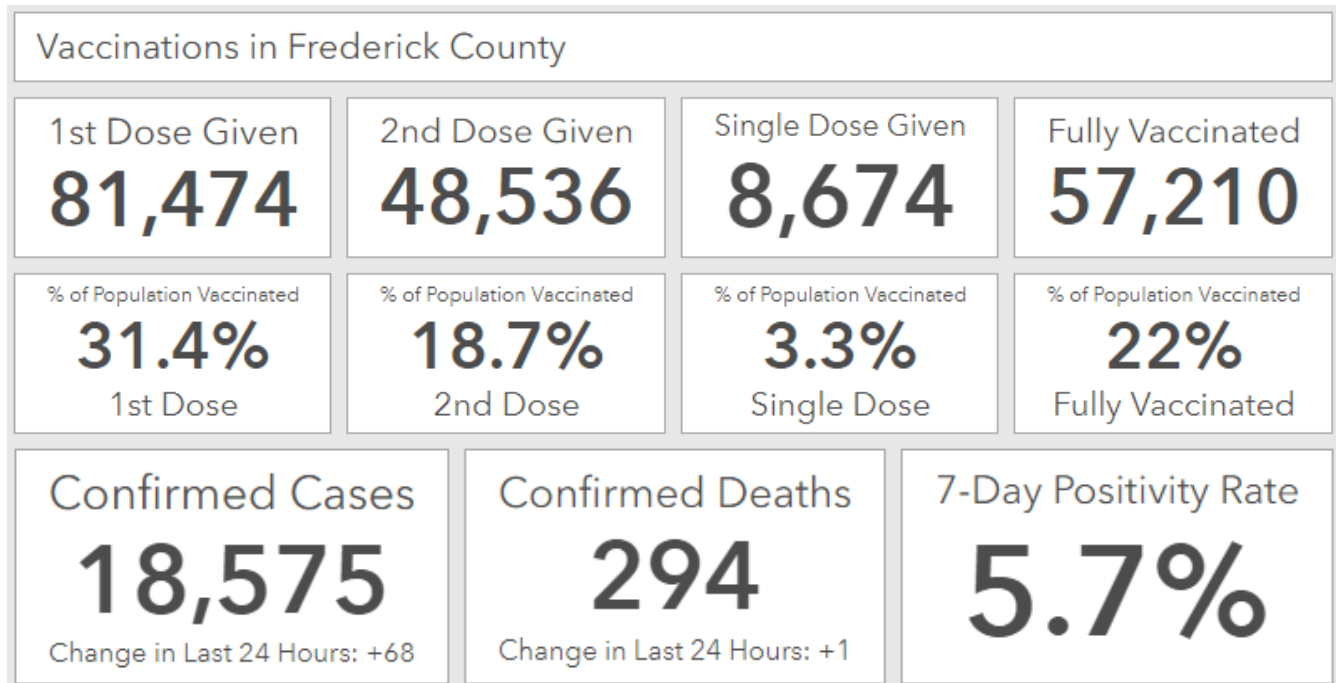 Vaccinations in Frederick County
1st Dose Given
81,474
2nd Dose Given
48,536
Single Dose Given
8,674
Fully Vaccinated
57,210
% of Population Vaccinated
31.4%
1st Dose
% of Population Vaccinated
18.7%
2nd Dose
% of Population Vaccinated
3.3%
Single Dose
% of Population Vaccinated
22%
Fully Vaccinated
Confirmed Cases
18,575
Change in Last 24 Hours: +68
Confirmed Deaths
294
Change in Last 24 Hours: +1
7-Day Positivity Rate
5.7%